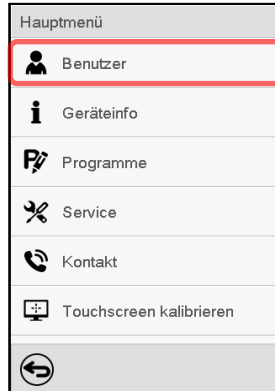 Hauptmenü
Benutzer
Geräteinfo
Programme
Service
Kontakt
Touchscreen kalibrieren